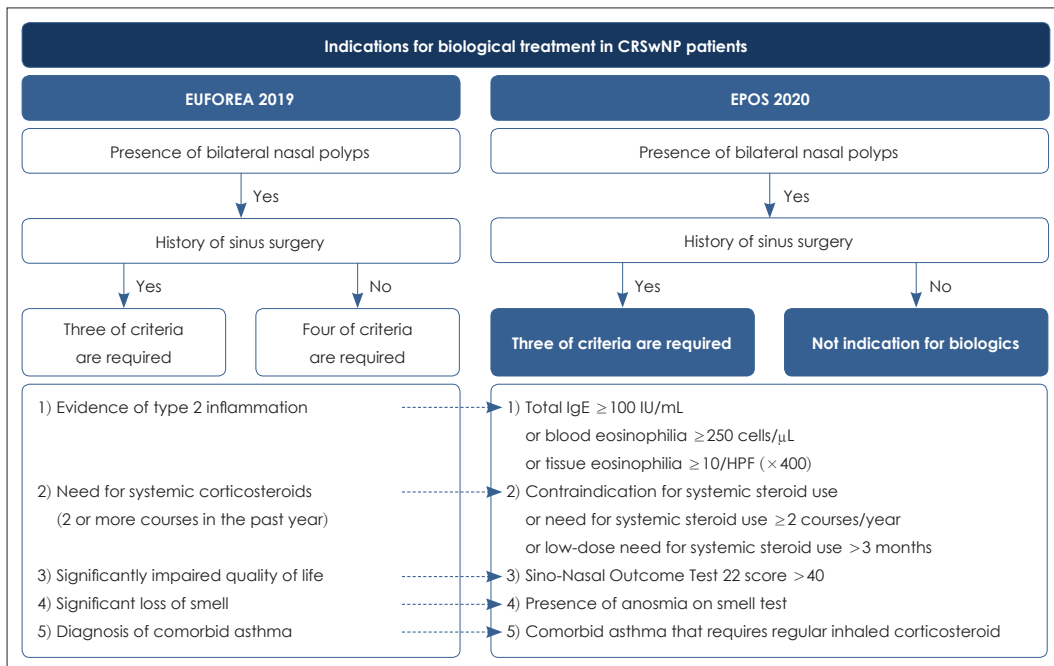 Indications for biological treatment in CRSwNP patients
EUFOREA 2019
Presence of bilateral nasal polyps
Yes
History of sinus surgery
Yes
No
Three of criteria
are required
Four of criteria
are required
1) Evidence of type 2 inflammation
2) Need for systemic corticosteroids
(2 or more courses in the past year)
3) Significantly impaired quality of life
4) Significant loss of smell
5) Diagnosis of comorbid asthma
EPOS 2020
Presence of bilateral nasal polyps
Yes
History of sinus surgery
Yes
No
Three of criteria are required
Not indication for biologics
1) Total IgE ≥100 IU/mL
or blood eosinophilia ≥250 cells/μL
or tissue eosinophilia ≥10/HPF (×400)
2) Contraindication for systemic steroid use
or need for systemic steroid use ≥2 courses/year
or low-dose need for systemic steroid use >3 months
3) Sino-Nasal Outcome Test 22 score >40
4) Presence of anosmia on smell test
5) Comorbid asthma that requires regular inhaled corticosteroid